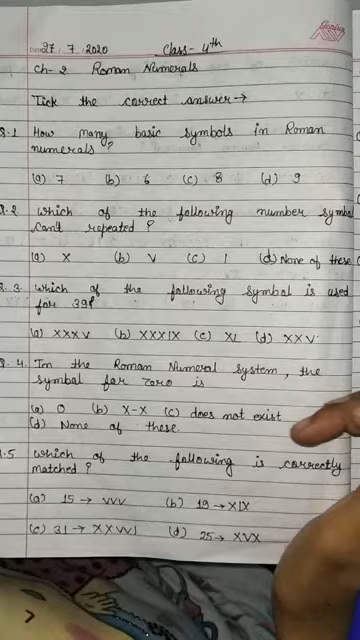 Genius
Date 27/7/2020 Class- 4th
Ch-2 Roman Numerals
Tick the correct answer→
Q.1 How many basic symbols in Roman
numerals?
(a) 7 (b) 6 (c) 8 (d) 9
Q.2 which of the following number symbol
can't repeated?
(a) X (b) V (c) I (d) None of these
Q.3. which of the following symbol is used
for 39?
(a) XXXV (b) XXXIX (c) XL (d) XXV
Q.4. In the Roman Numeral system, the
symbol for zero is
(a) 0 (b) X-X (c) does not exist
(d) None of these.
Q.5 which of the following is correctly
matched?
(a) 15→ VVV (b) 19→XIX
(c) 31→ XXVVI (d) 25→ XVX